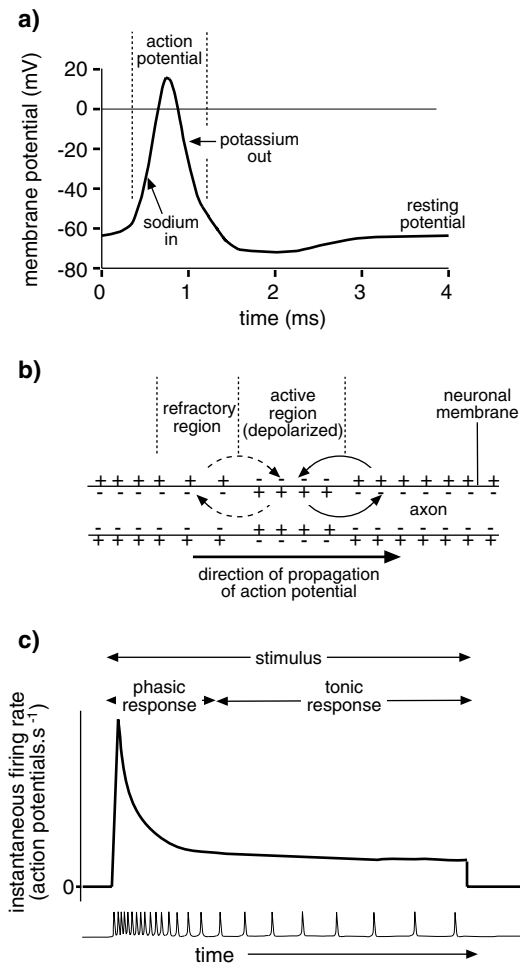 a)
action
potential
membrane potential (mV)
20
0
-20
-40
-60
-80
potassium
out
sodium
in
resting
potential
0
1
2
3
4
time (ms)
b)
refractory
region
active
region
(depolarized)
neuronal
membrane
+ + + + + + - - - - + + + + + + +
- - - - - - + + + + - - - - - - -
axon
- - - - - - + + + + - - - - - - -
+ + + + + + - - - - + + + + + + +
direction of propagation
of action potential
c)
stimulus
phasic
response
tonic
response
instantaneous firing rate
(action potentials.s⁻¹)
0
time